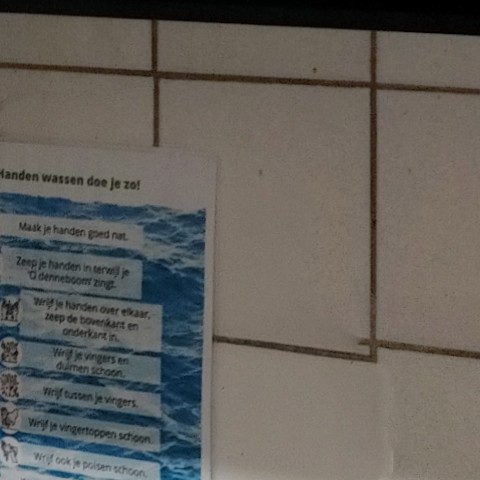 Handen wassen doe je zo!
Maak je handen goed nat.
Zeep je handen in terwijl je
'O denneboom' zingt.
Wrijf je handen over elkaar,
zeep de bovenkant en
onderkant in.
Wrijf je vingers en
duimen schoon.
Wrijf tussen je vingers.
Wrijf je vingertoppen schoon.
Wrijf ook je polsen schoon.